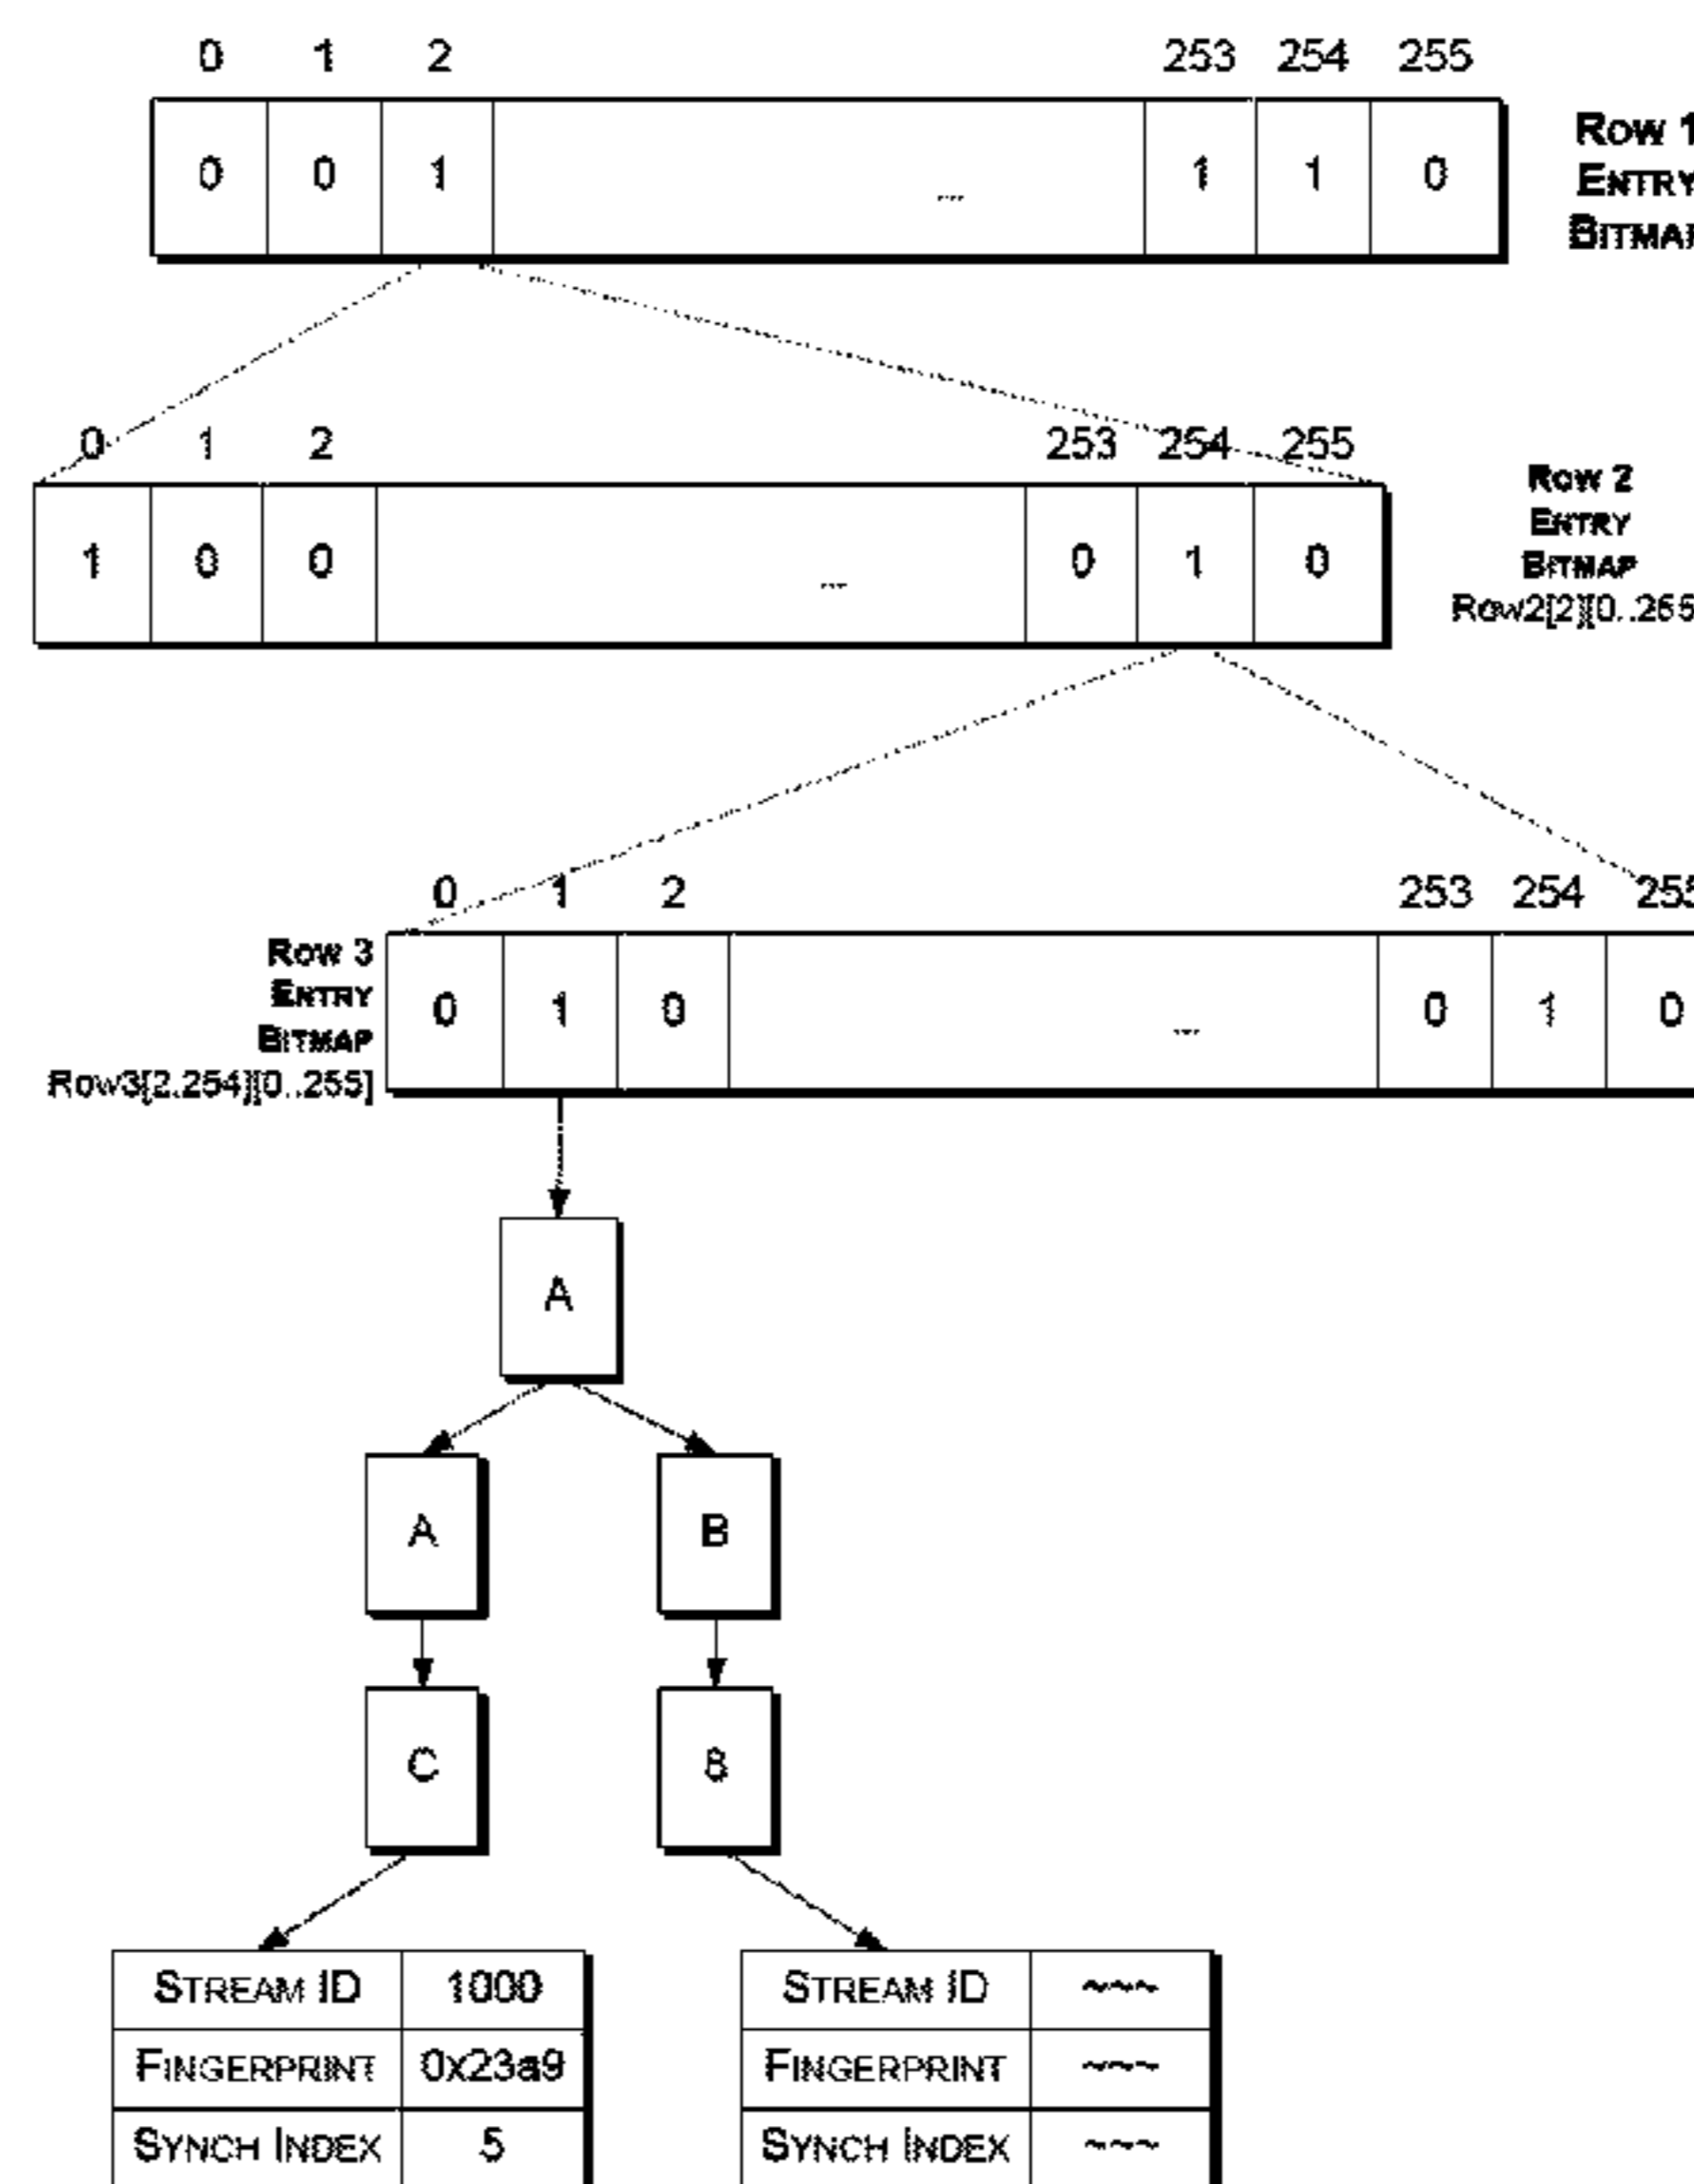 0 1 2 253 254 255
0 0 1 ... 1 1 0
Row 1
ENTRY
0 1 2 253 254 255
1 0 0 ... 0 1 0
Row 2
ENTRY
BITMAP
0 1 2 253 254
0 1 0 ... 0 1 0
Row 3
ENTRY
BITMAP
Row3[2.254][0..255]
A
A B
C
STREAM ID 1000 STREAM ID ~~~
FINGERPRINT 0x23a9 FINGERPRINT ~~~
SYNCH INDEX 5 SYNCH INDEX ~~~